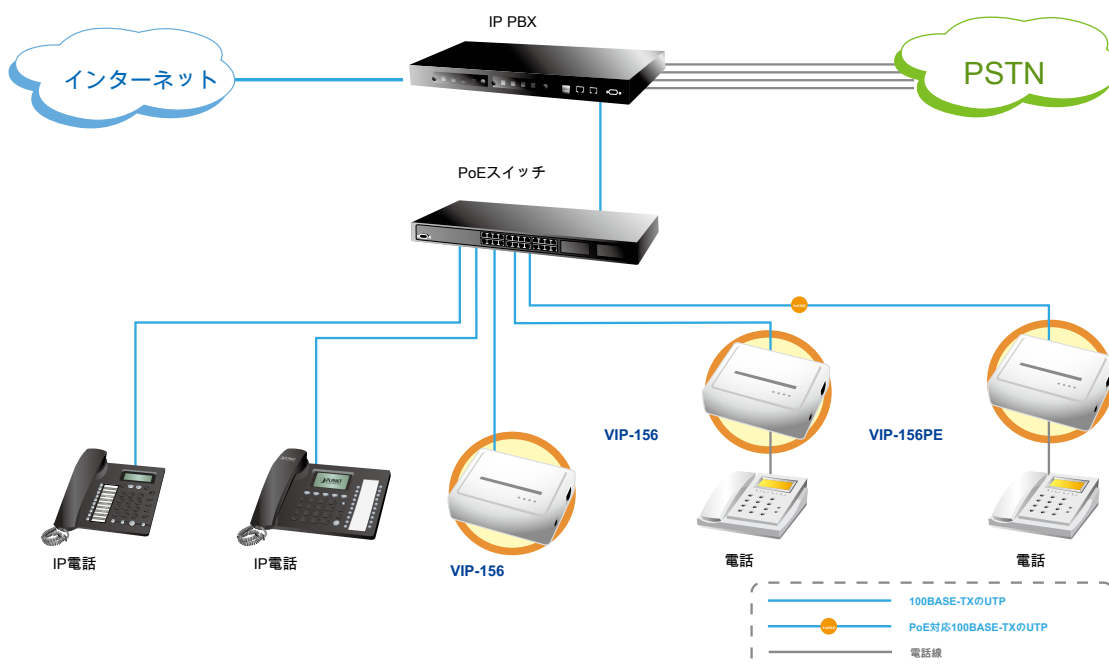 IP PBX
インターネット
PSTN
PoEスイッチ
VIP-156
VIP-156PE
IP電話
IP電話
VIP-156
電話
電話
100BASE-TXのUTP
PoE対応100BASE-TXのUTP
電話線